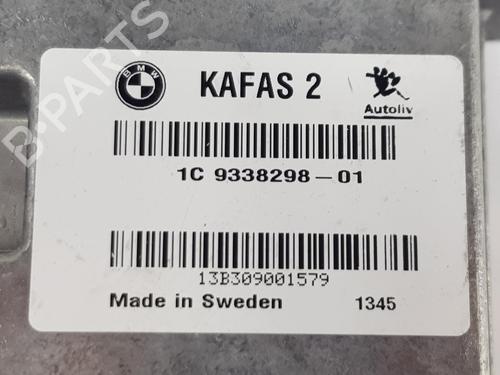 BMW
KAFAS 2
Autoliv
1C 9338298-01
13B309001579
Made in Sweden 1345
B-PARTS